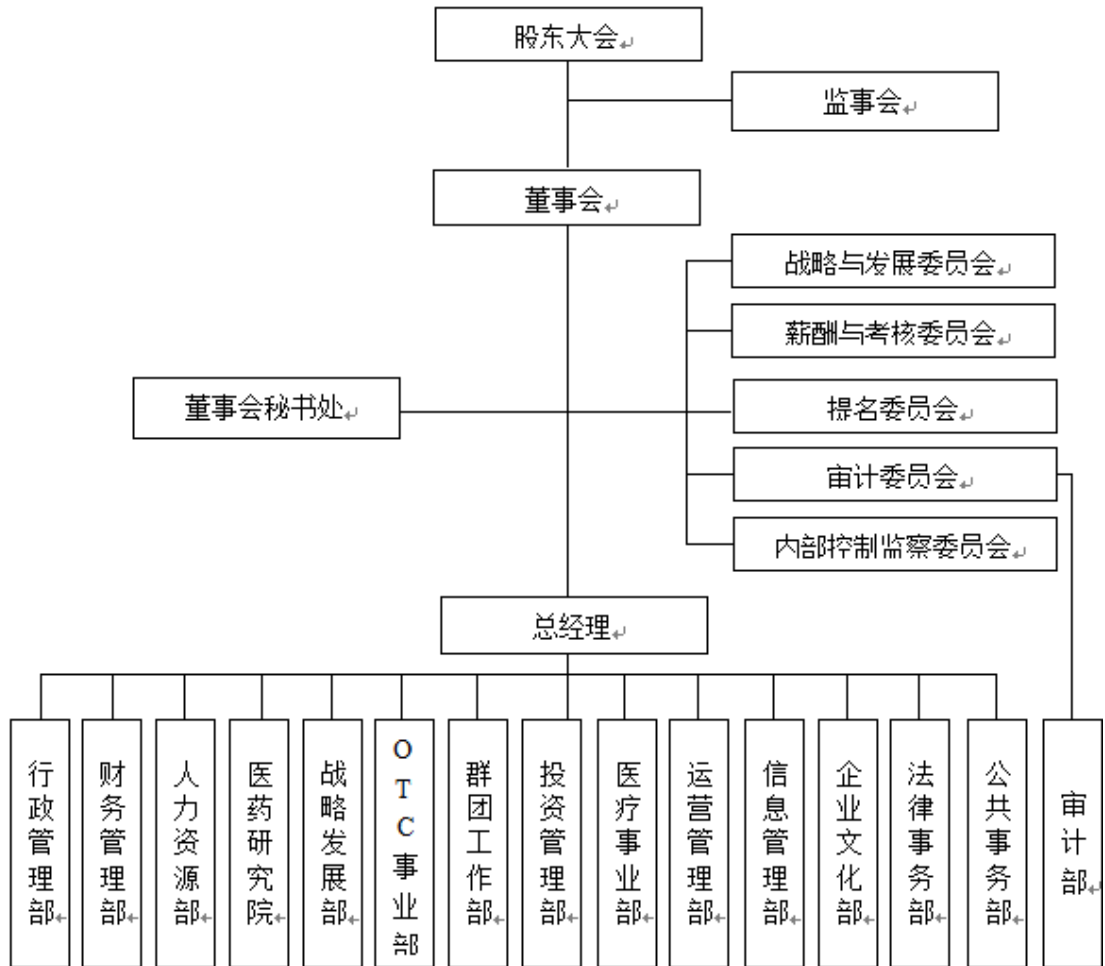 股东大会
监事会
董事会
战略与发展委员会
薪酬与考核委员会
董事会秘书处
提名委员会
审计委员会
内部控制监察委员会
总经理
行政管理部
财务管理部
人力资源部
医药研究院
战略发展部
OTC事业部
群团工作部
投资管理部
医疗事业部
运营管理部
信息管理部
企业文化部
法律事务部
公共事务部
审计部